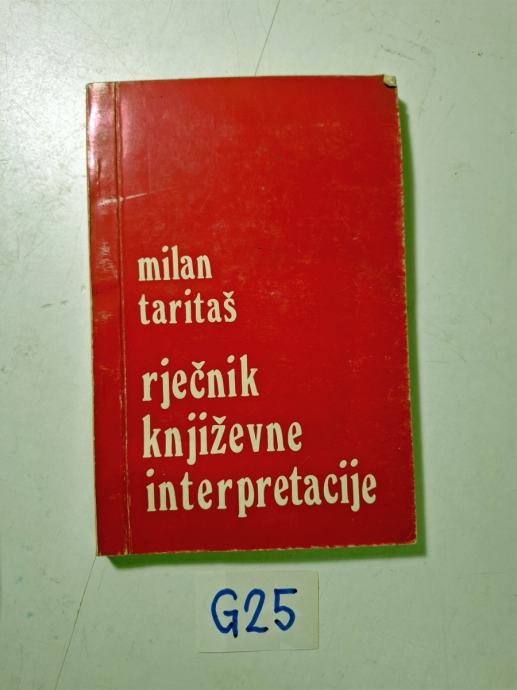 milan
taritaš
rječnik
književne
interpretacije
G25